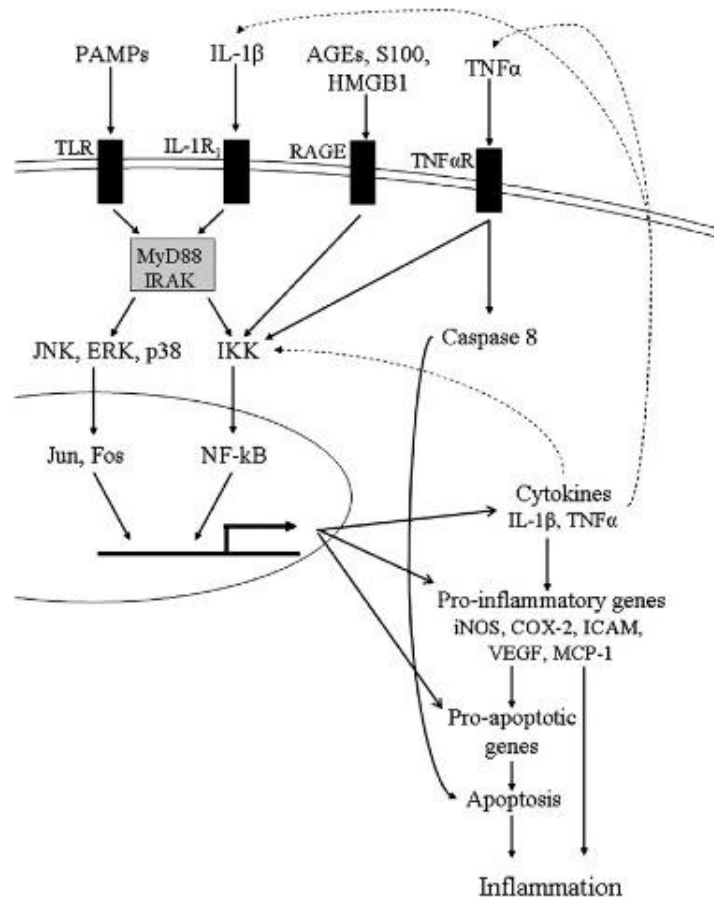 PAMPs
IL-1β
AGEs, S100,
HMGB1
TNFα
TLR
IL-1R₁
RAGE
TNFαR
MyD88
IRAK
JNK, ERK, p38
IKK
Caspase 8
Jun, Fos
NF-kB
Cytokines
IL-1β, TNFα
Pro-inflammatory genes
iNOS, COX-2, ICAM,
VEGF, MCP-1
Pro-apoptotic
genes
Apoptosis
Inflammation